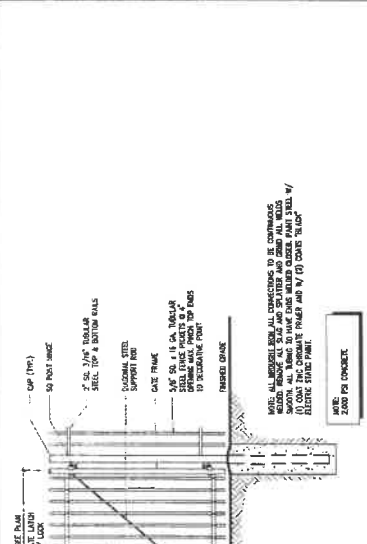 SEE PLAN
GATE LATCH
LOCK
CAP (TYP.)
SQ POST HINGE
2" SQ. 3/16" TUBULAR
STEEL TOP & BOTTOM RAILS
DIAGONAL STEEL
SUPPORT ROD
GATE FRAME
5/8" SQ. x 16 GA. TUBULAR
STEEL FENCE PICKETS @ 4"
OPENING MAX. PINCH TOP ENDS
TO DECORATIVE POINT
FINISHED GRADE
NOTE: ALL WROUGHT IRON, ALL CONNECTIONS TO BE CONTINUOUS
WELDED. REMOVE ALL SLAG AND SPLATTER AND GRIND ALL WELDS
SMOOTH. ALL TUBING TO HAVE ENDS WELDED CLOSED. PAINT STEEL W/
(1) COAT ZINC CHROMATE PRIMER AND W/ (2) COATS "BLACK"
ELECTRIC STATIC PAINT.
NOTE:
2,000 PSI CONCRETE